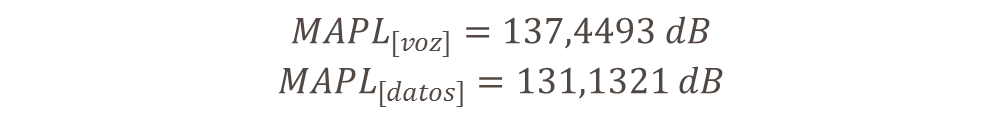 MAPL[voz] = 137,4493 dB
MAPL[datos] = 131,1321 dB